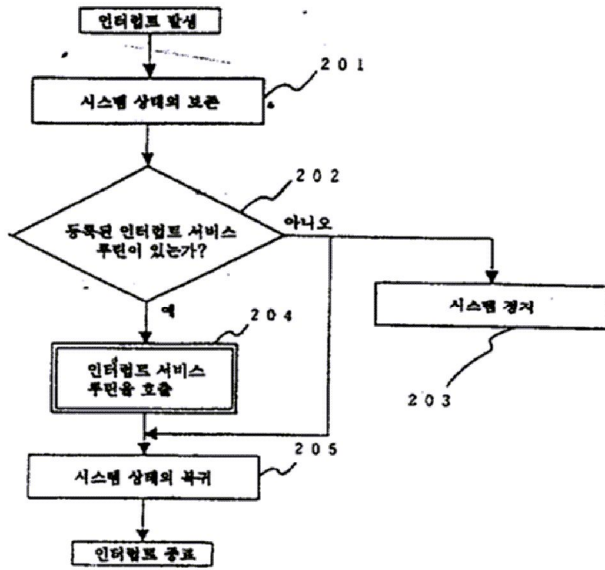 인터럽트 발생
201
시스템 상태의 보존
202
등록된 인터럽트 서비스
루틴이 있는가?
아니오
예
204
시스템 정지
203
인터럽트 서비스
루틴을 호출
205
시스템 상태의 복귀
인터럽트 종료